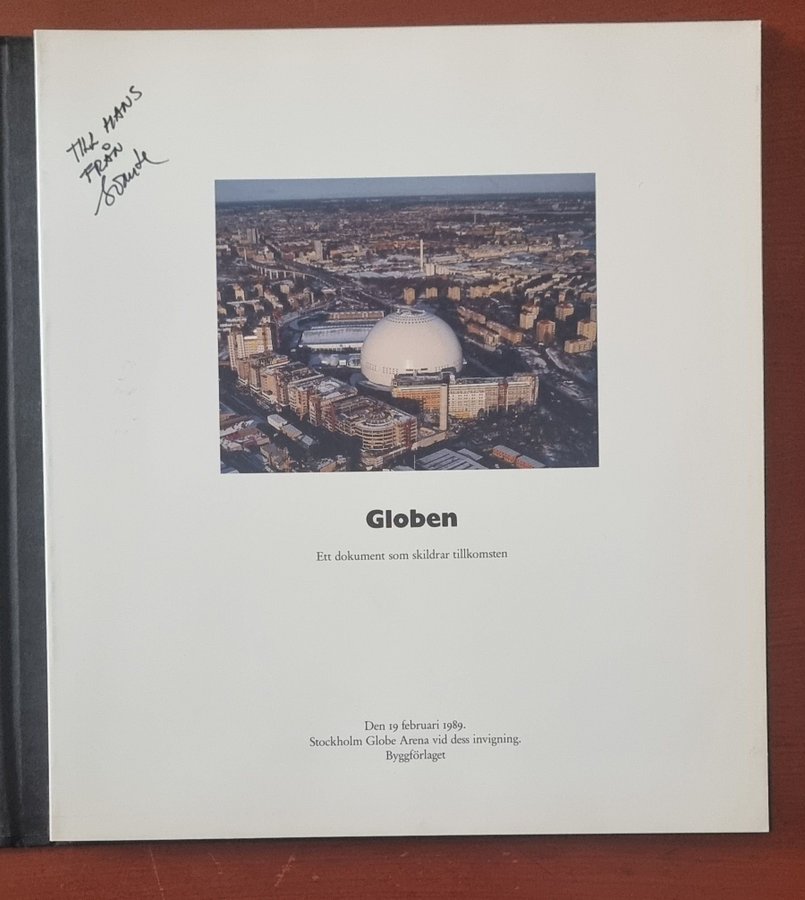 TILL HANS
FRÅN
Globen
Ett dokument som skildrar tillkomsten
Den 19 februari 1989.
Stockholm Globe Arena vid dess invigning.
Byggförlaget